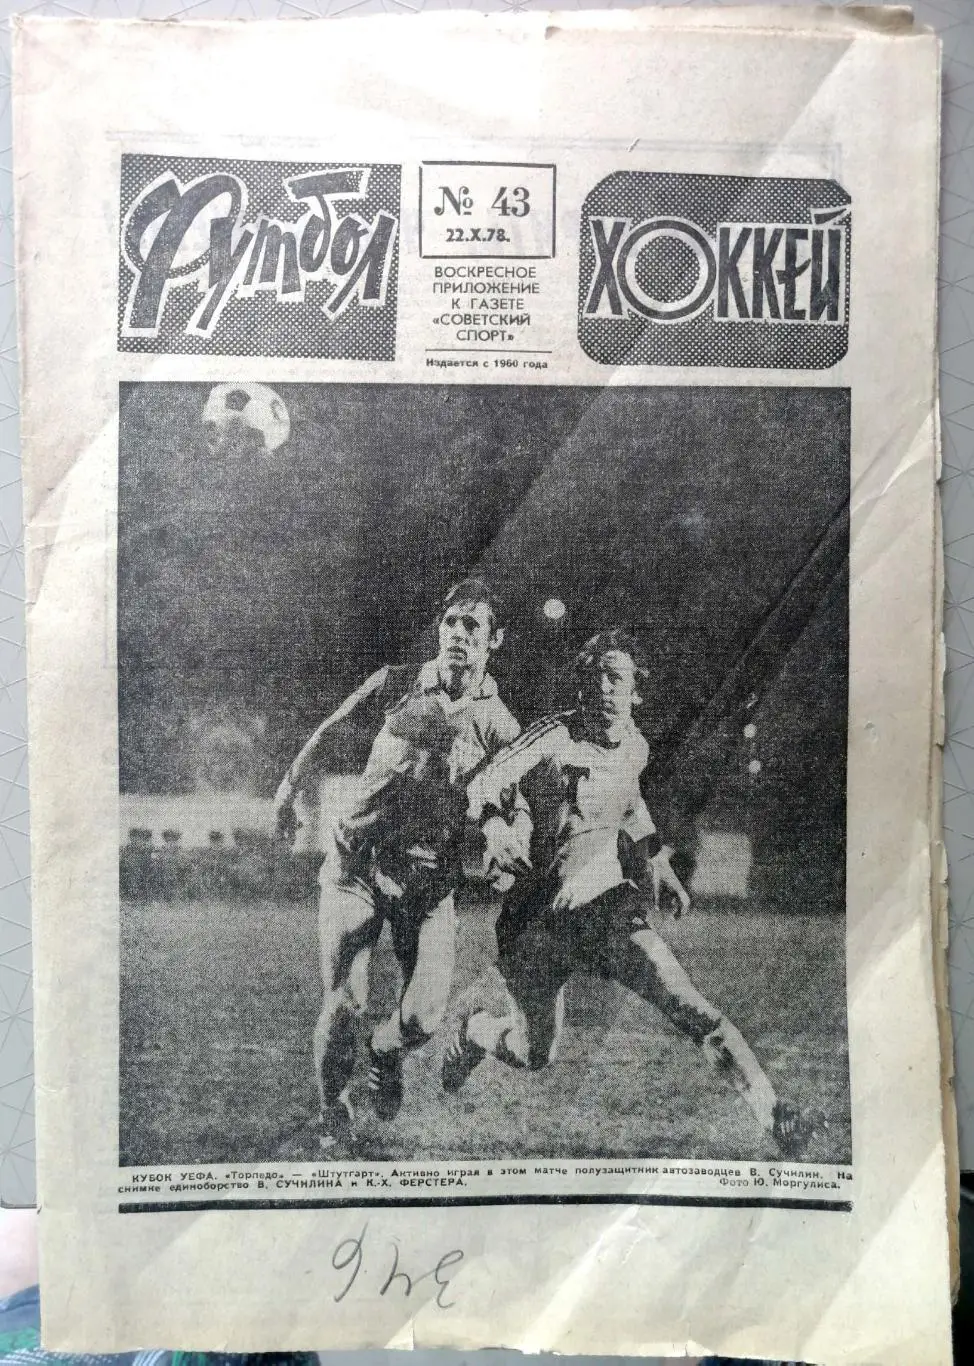 Футбол
№ 43
22.X.78.
ВОСКРЕСНОЕ
ПРИЛОЖЕНИЕ
К ГАЗЕТЕ
«СОВЕТСКИЙ
СПОРТ»
Издается с 1960 года
ХОККЕЙ
КУБОК УЕФА. «Торпедо» — «Штутгарт». Активно играя в этом матче полузащитник автозаводцев В. Сучилин. На
снимке единоборство В. СУЧИЛИНА и К.-Х. ФЕРСТЕРА. Фото Ю. Моргулиса.